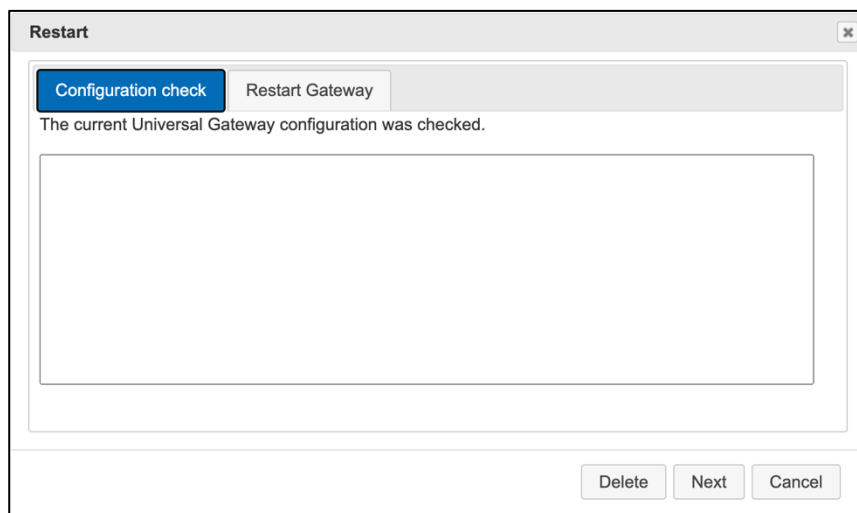 Restart
Configuration check Restart Gateway
The current Universal Gateway configuration was checked.
Delete Next Cancel